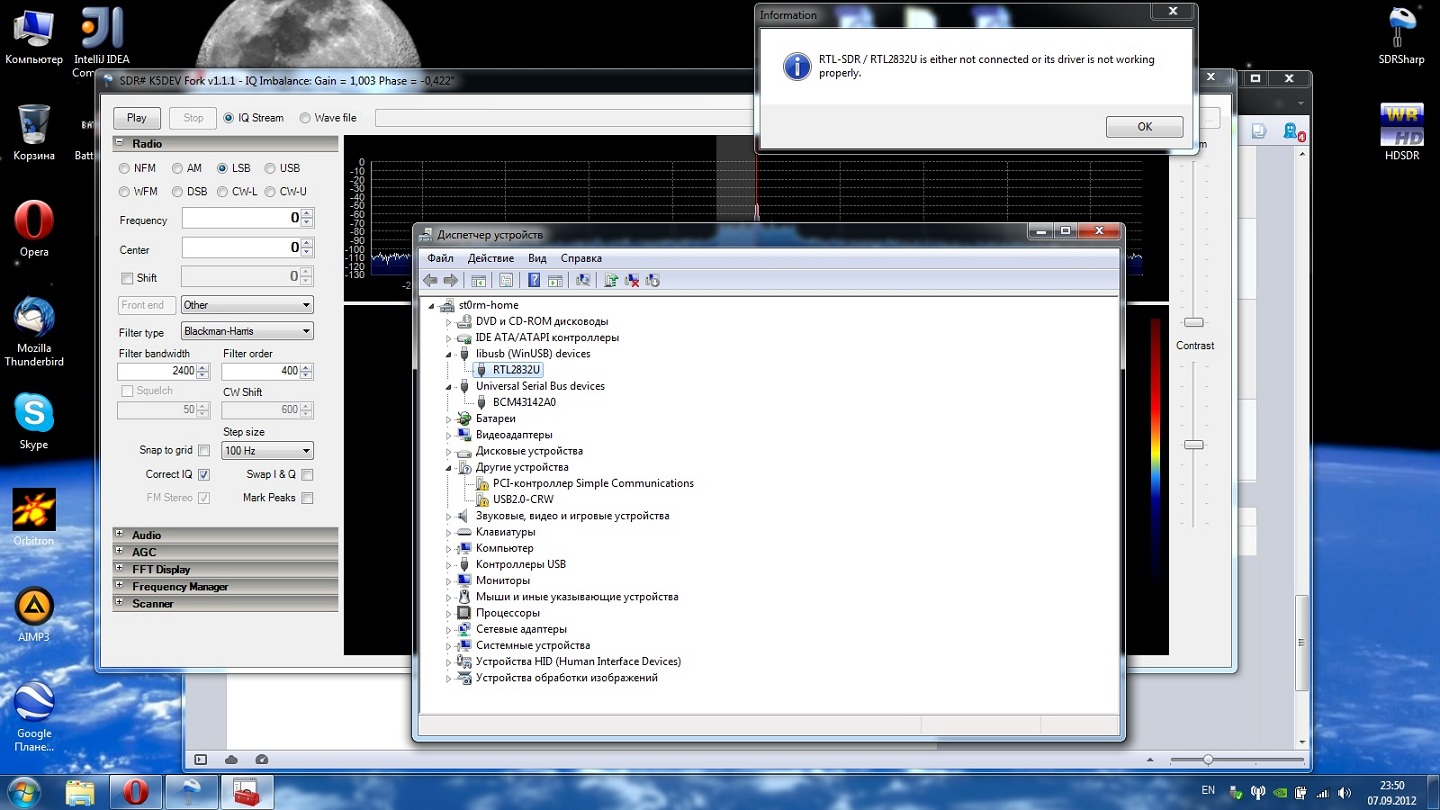 Компьютер
IntelliJ IDEA
Com
Корзина
BAT
Batt
Opera
Mozilla
Thunderbird
Skype
Orbitron
AIMP3
Google
Плане...
SDRSharp
WR
HD
HDSDR
SDR# K5DEV Fork v1.1.1 - IQ Imbalance: Gain = 1,003 Phase = -0,422°
Play
Stop
IQ Stream
Wave file
...
Radio
NFM
AM
LSB
USB
WFM
DSB
CW-L
CW-U
Frequency
0
Center
0
Shift
0
Front end
Other
Filter type
Blackman-Harris
Filter bandwidth
Filter order
2400
400
Squelch
CW Shift
50
600
Step size
Snap to grid
100 Hz
Correct IQ
Swap I & Q
FM Stereo
Mark Peaks
Audio
AGC
FFT Display
Frequency Manager
Scanner
0
-10
-20
-30
-40
-50
-60
-70
-80
-90
-100
-110
-120
-130
-2
Contrast
Information
RTL-SDR / RTL2832U is either not connected or its driver is not working
properly.
OK
Диспетчер устройств
Файл Действие Вид Справка
st0rm-home
DVD и CD-ROM дисководы
IDE ATA/ATAPI контроллеры
libusb (WinUSB) devices
RTL2832U
Universal Serial Bus devices
BCM43142A0
Батареи
Видеоадаптеры
Дисковые устройства
Другие устройства
PCI-контроллер Simple Communications
USB2.0-CRW
Звуковые, видео и игровые устройства
Клавиатуры
Компьютер
Контроллеры USB
Мониторы
Мыши и иные указывающие устройства
Процессоры
Сетевые адаптеры
Системные устройства
Устройства HID (Human Interface Devices)
Устройства обработки изображений
EN
23:50
07.09.2012